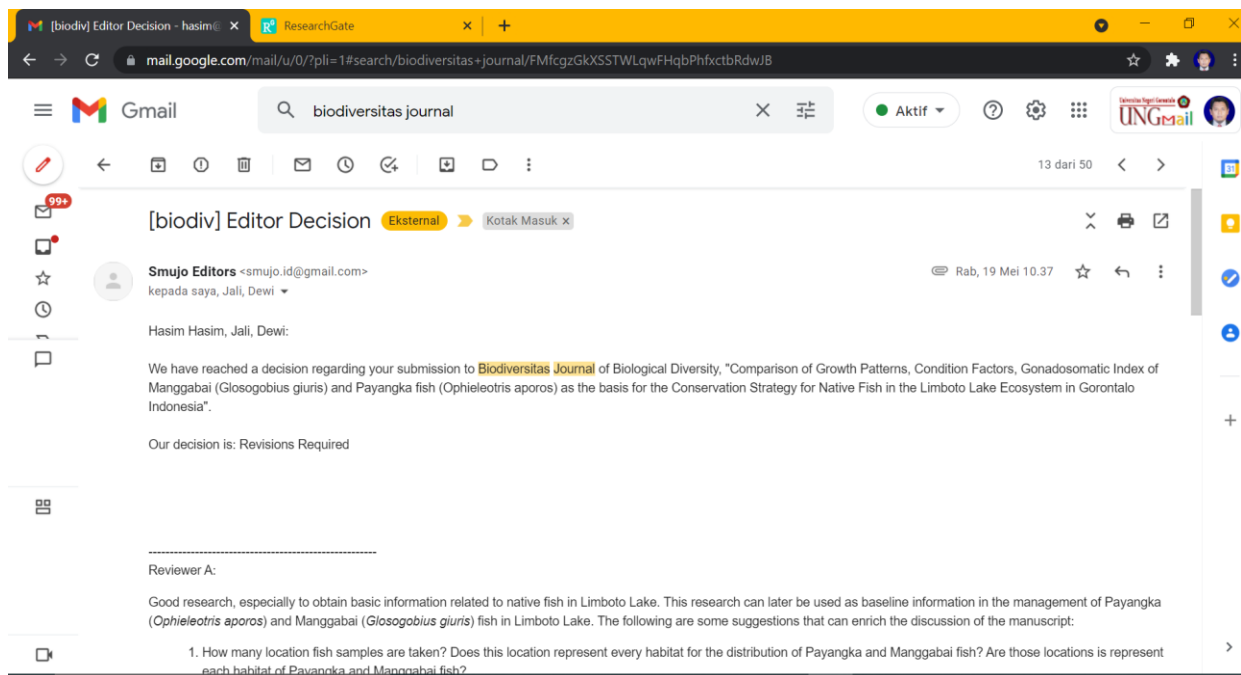 [biodiv] Editor Decision - hasim@
ResearchGate
mail.google.com/mail/u/0/?pli=1#search/biodiversitas+journal/FMfcgzGkXSSTWLqwFHqbPhfxctbRdwJB
Gmail
biodiversitas journal
Aktif
Universitas Negeri Gorontalo
UNGMail
13 dari 50
31
99+
[biodiv] Editor Decision Eksternal Kotak Masuk ×
Smujo Editors <smujo.id@gmail.com>
Rab, 19 Mei 10.37
kepada saya, Jali, Dewi
Hasim Hasim, Jali, Dewi:
We have reached a decision regarding your submission to Biodiversitas Journal of Biological Diversity, "Comparison of Growth Patterns, Condition Factors, Gonadosomatic Index of
Manggabai (Glosogobius giuris) and Payangka fish (Ophieleotris aporos) as the basis for the Conservation Strategy for Native Fish in the Limboto Lake Ecosystem in Gorontalo
Indonesia".
Our decision is: Revisions Required
------------------------------------------------------
Reviewer A:
Good research, especially to obtain basic information related to native fish in Limboto Lake. This research can later be used as baseline information in the management of Payangka
(Ophieleotris aporos) and Manggabai (Glosogobius giuris) fish in Limboto Lake. The following are some suggestions that can enrich the discussion of the manuscript:
1. How many location fish samples are taken? Does this location represent every habitat for the distribution of Payangka and Manggabai fish? Are those locations is represent
each habitat of Payangka and Manggabai fish?